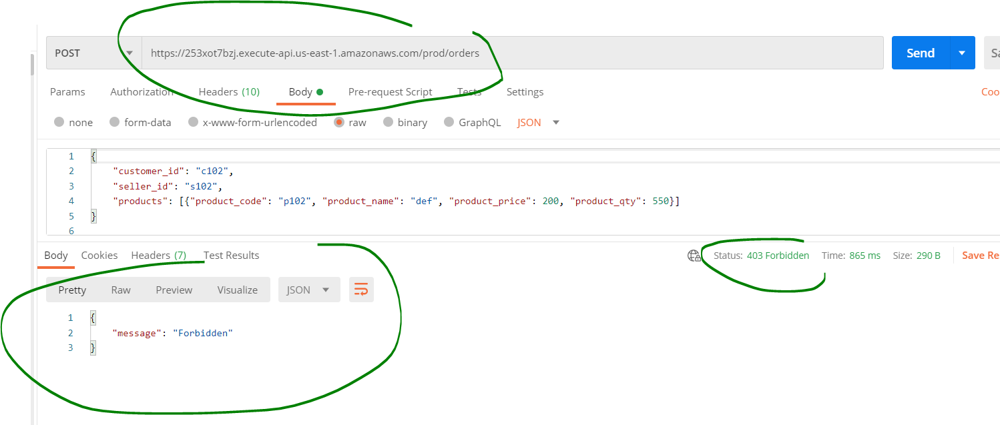 POST https://253xot7bzj.execute-api.us-east-1.amazonaws.com/prod/orders Send Sa
Params Authorization Headers (10) Body Pre-request Script Tests Settings Coo
none form-data x-www-form-urlencoded raw binary GraphQL JSON
1 {
2 "customer_id": "c102",
3 "seller_id": "s102",
4 "products": [{"product_code": "p102", "product_name": "def", "product_price": 200, "product_qty": 550}]
5 }
6
Body Cookies Headers (7) Test Results Status: 403 Forbidden Time: 865 ms Size: 290 B Save Re
Pretty Raw Preview Visualize JSON
1 {
2 "message": "Forbidden"
3 }